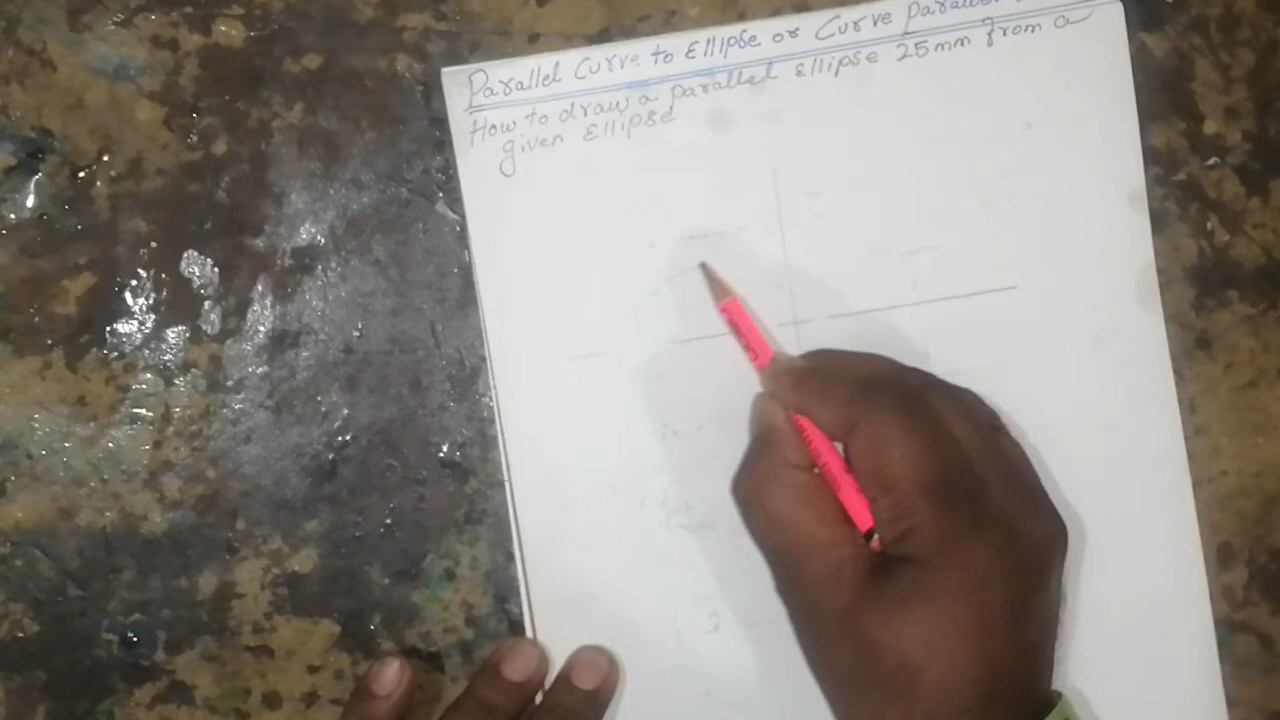 Parallel Curve to Ellipse or Curve parallel
How to draw a parallel Ellipse 25mm from a
given Ellipse